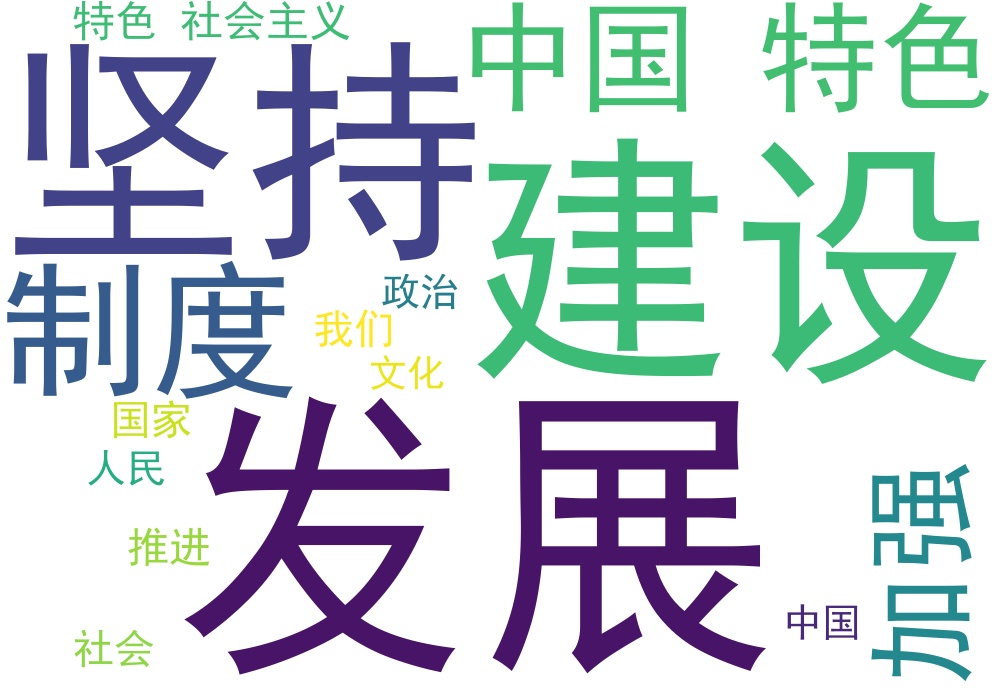 特色 社会主义
中国 特色
坚持
建设
制度
政治
我们
文化
国家
人民
发展
加强
推进
中国
社会